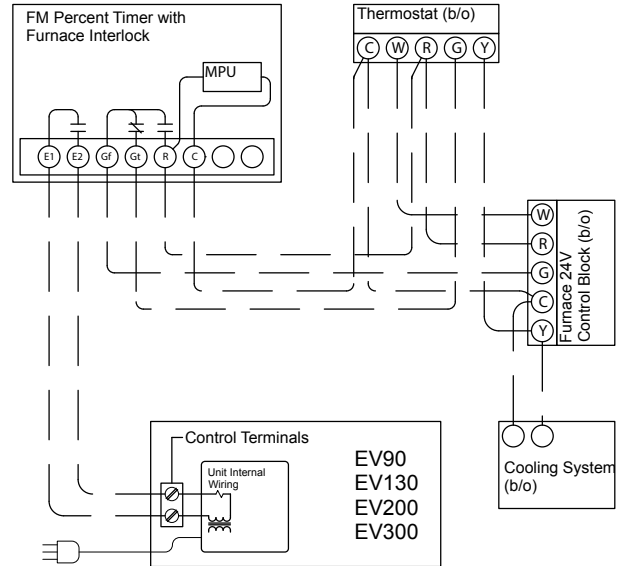 FM Percent Timer with
Furnace Interlock
MPU
E1 E2 Gf Gt R C
Thermostat (b/o)
C W R G Y
W
R
G
C
Y
Furnace 24V
Control Block (b/o)
Cooling System
(b/o)
Control Terminals
Unit Internal
Wiring
EV90
EV130
EV200
EV300